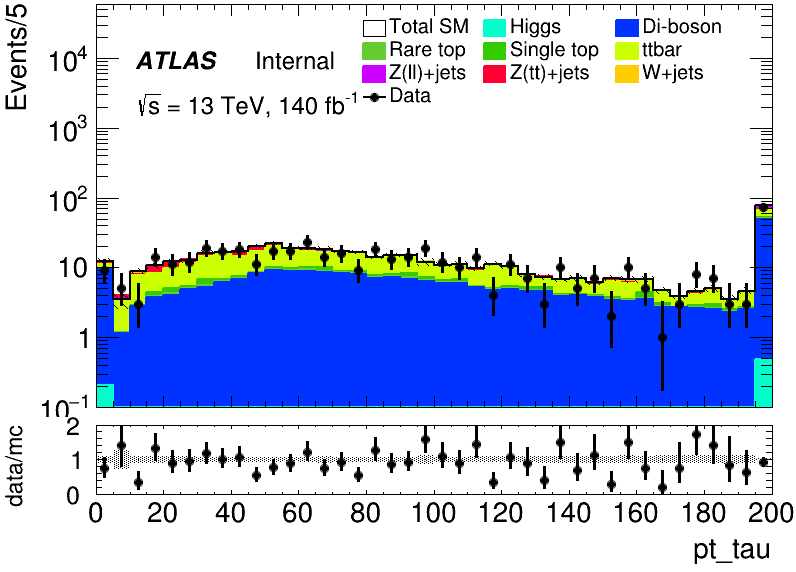 Events/5
ATLAS Internal
√s = 13 TeV, 140 fb⁻¹
Total SM Higgs Di-boson
Rare top Single top ttbar
Z(ll)+jets Z(tt)+jets W+jets
Data
10⁴
10³
10²
10
1
10⁻¹
data/mc
2
1
0
0 20 40 60 80 100 120 140 160 180 200
pt_tau